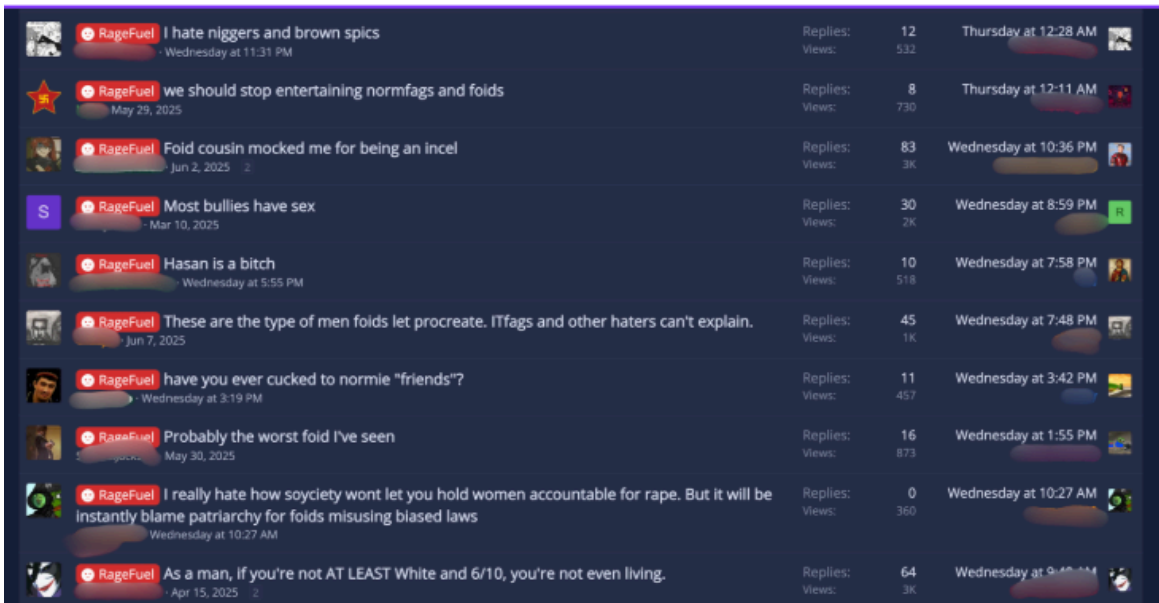 RageFuel I hate niggers and brown spics
· Wednesday at 11:31 PM
Replies: 12
Views: 532
Thursday at 12:28 AM
RageFuel we should stop entertaining normfags and foids
May 29, 2025
Replies: 8
Views: 730
Thursday at 12:11 AM
RageFuel Foid cousin mocked me for being an incel
· Jun 2, 2025 2
Replies: 83
Views: 3K
Wednesday at 10:36 PM
S
RageFuel Most bullies have sex
· Mar 10, 2025
Replies: 30
Views: 2K
Wednesday at 8:59 PM
R
RageFuel Hasan is a bitch
· Wednesday at 5:55 PM
Replies: 10
Views: 518
Wednesday at 7:58 PM
RageFuel These are the type of men foids let procreate. ITfags and other haters can't explain.
· Jun 7, 2025
Replies: 45
Views: 1K
Wednesday at 7:48 PM
RageFuel have you ever cucked to normie "friends"?
· Wednesday at 3:19 PM
Replies: 11
Views: 457
Wednesday at 3:42 PM
RageFuel Probably the worst foid I've seen
May 30, 2025
Replies: 16
Views: 873
Wednesday at 1:55 PM
RageFuel I really hate how soyciety wont let you hold women accountable for rape. But it will be
instantly blame patriarchy for foids misusing biased laws
Wednesday at 10:27 AM
Replies: 0
Views: 360
Wednesday at 10:27 AM
RageFuel As a man, if you're not AT LEAST White and 6/10, you're not even living.
· Apr 15, 2025 2
Replies: 64
Views: 3K
Wednesday at